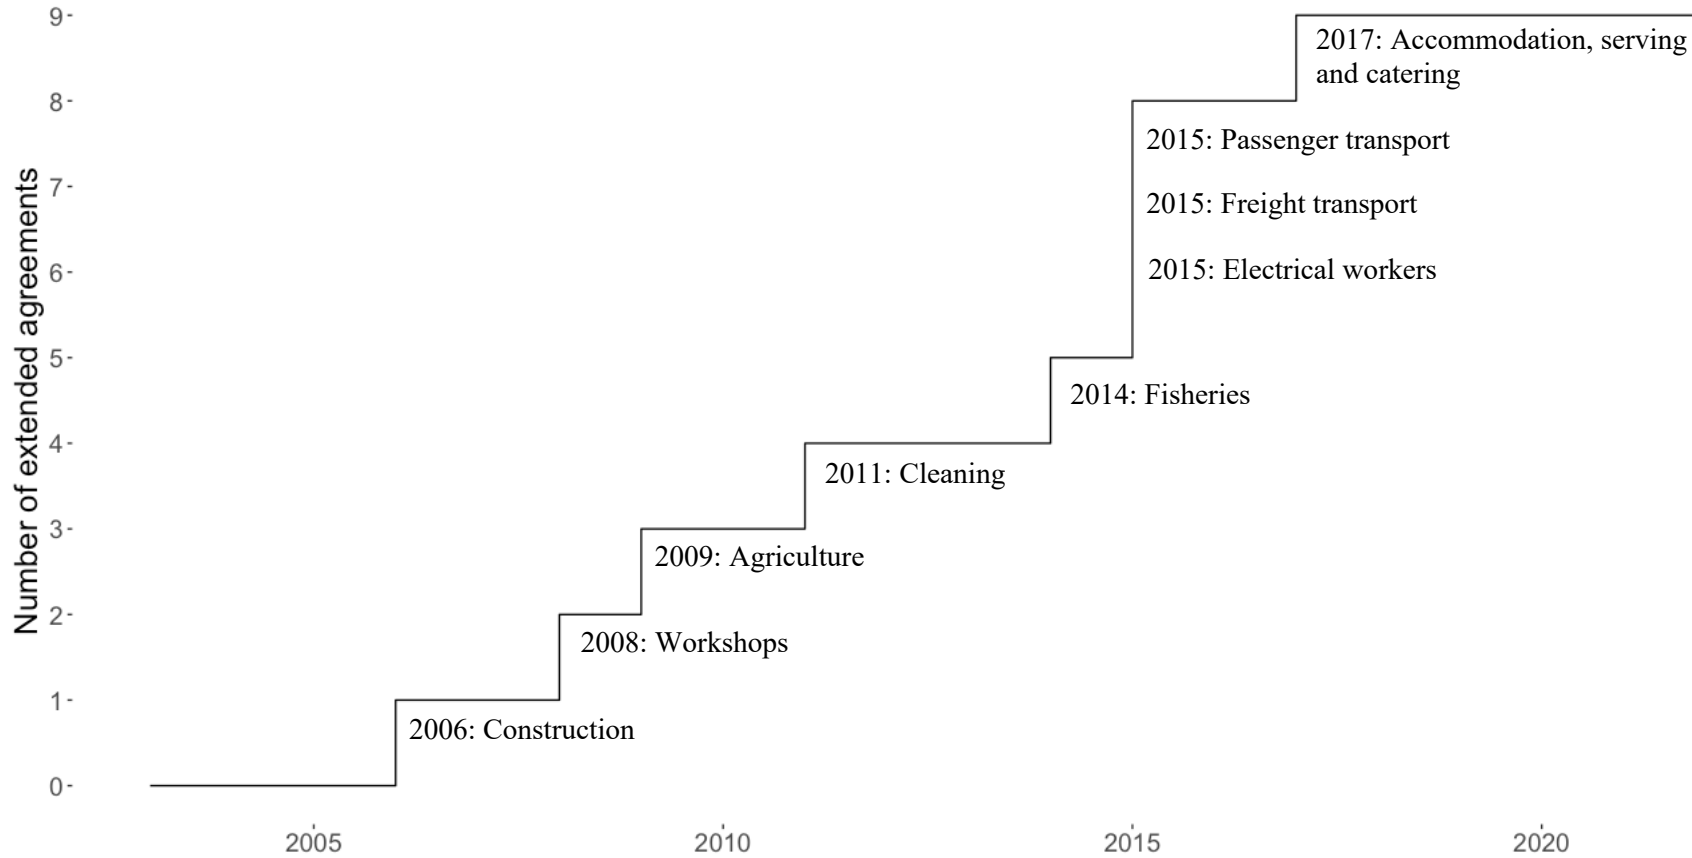 Number of extended agreements
9
8
7
6
5
4
3
2
1
0
2017: Accommodation, serving
and catering
2015: Passenger transport
2015: Freight transport
2015: Electrical workers
2014: Fisheries
2011: Cleaning
2009: Agriculture
2008: Workshops
2006: Construction
2005
2010
2015
2020